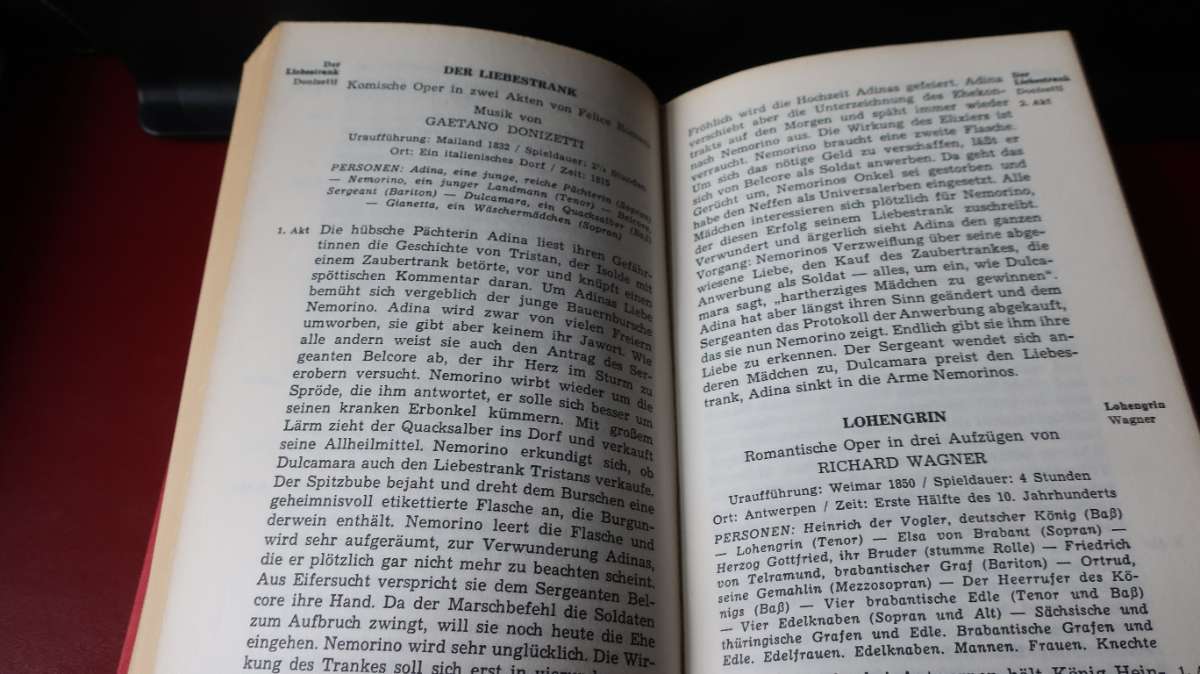 Der
Liebestrank
Donizetti
DER LIEBESTRANK
Komische Oper in zwei Akten von Felice Romani
Musik von
GAETANO DONIZETTI
Uraufführung: Mailand 1832 / Spieldauer: 2¼ Stunden
Ort: Ein italienisches Dorf / Zeit: 1815
PERSONEN: Adina, eine junge, reiche Pächterin (Sopran)
— Nemorino, ein junger Landmann (Tenor) — Belcore,
Sergeant (Bariton) — Dulcamara, ein Quacksalber (Baß)
— Gianetta, ein Wäschermädchen (Sopran)
1. Akt Die hübsche Pächterin Adina liest ihren Gefähr-
tinnen die Geschichte von Tristan, der Isolde mit
einem Zaubertrank betörte, vor und knüpft einen
spöttischen Kommentar daran. Um Adinas Liebe
bemüht sich vergeblich der junge Bauernbursche
Nemorino. Adina wird zwar von vielen Freiern
umworben, sie gibt aber keinem ihr Jawort. Wie
alle andern weist sie auch den Antrag des Ser-
geanten Belcore ab, der ihr Herz im Sturm zu
erobern versucht. Nemorino wirbt wieder um die
Spröde, die ihm antwortet, er solle sich besser um
seinen kranken Erbonkel kümmern. Mit großem
Lärm zieht der Quacksalber ins Dorf und verkauft
seine Allheilmittel. Nemorino erkundigt sich, ob
Dulcamara auch den Liebestrank Tristans verkaufe.
Der Spitzbube bejaht und dreht dem Burschen eine
geheimnisvoll etikettierte Flasche an, die Burgun-
derwein enthält. Nemorino leert die Flasche und
wird sehr aufgeräumt, zur Verwunderung Adinas,
die er plötzlich gar nicht mehr zu beachten scheint.
Aus Eifersucht verspricht sie dem Sergeanten Bel-
core ihre Hand. Da der Marschbefehl die Soldaten
zum Aufbruch zwingt, will sie noch heute die Ehe
eingehen. Nemorino wird sehr unglücklich. Die Wir-
kung des Trankes soll sich erst in
Der
Liebestrank
Donizetti
2. Akt
Fröhlich wird die Hochzeit Adinas gefeiert. Adina
verschiebt aber die Unterzeichnung des Ehekon-
trakts auf den Morgen und späht immer wieder
nach Nemorino aus. Die Wirkung des Elixiers ist
verraucht. Nemorino braucht eine zweite Flasche.
Um sich das nötige Geld zu verschaffen, läßt er
sich von Belcore als Soldat anwerben. Da geht das
Gerücht um, Nemorinos Onkel sei gestorben und
habe den Neffen als Universalerben eingesetzt. Alle
Mädchen interessieren sich plötzlich für Nemorino,
der diesen Erfolg seinem Liebestrank zuschreibt.
Verwundert und ärgerlich sieht Adina den ganzen
Vorgang: Nemorinos Verzweiflung über seine abge-
wiesene Liebe, den Kauf des Zaubertrankes, die
Anwerbung als Soldat — alles, um ein, wie Dulca-
mara sagt, „hartherziges Mädchen zu gewinnen“.
Adina hat aber längst ihren Sinn geändert und dem
Sergeanten das Protokoll der Anwerbung abgekauft,
das sie nun Nemorino zeigt. Endlich gibt sie ihm ihre
Liebe zu erkennen. Der Sergeant wendet sich an-
deren Mädchen zu, Dulcamara preist den Liebes-
trank, Adina sinkt in die Arme Nemorinos.
LOHENGRIN
Lohengrin
Wagner
Romantische Oper in drei Aufzügen von
RICHARD WAGNER
Uraufführung: Weimar 1850 / Spieldauer: 4 Stunden
Ort: Antwerpen / Zeit: Erste Hälfte des 10. Jahrhunderts
PERSONEN: Heinrich der Vogler, deutscher König (Baß)
— Lohengrin (Tenor) — Elsa von Brabant (Sopran) —
Herzog Gottfried, ihr Bruder (stumme Rolle) — Friedrich
von Telramund, brabantischer Graf (Bariton) — Ortrud,
seine Gemahlin (Mezzosopran) — Der Heerrufer des Kö-
nigs (Baß) — Vier brabantische Edle (Tenor und Baß)
— Vier Edelknaben (Sopran und Alt) — Sächsische und
thüringische Grafen und Edle. Brabantische Grafen und
Edle. Edelfrauen. Edelknaben. Mannen. Frauen. Knechte
Antwerpen hält König Hein-